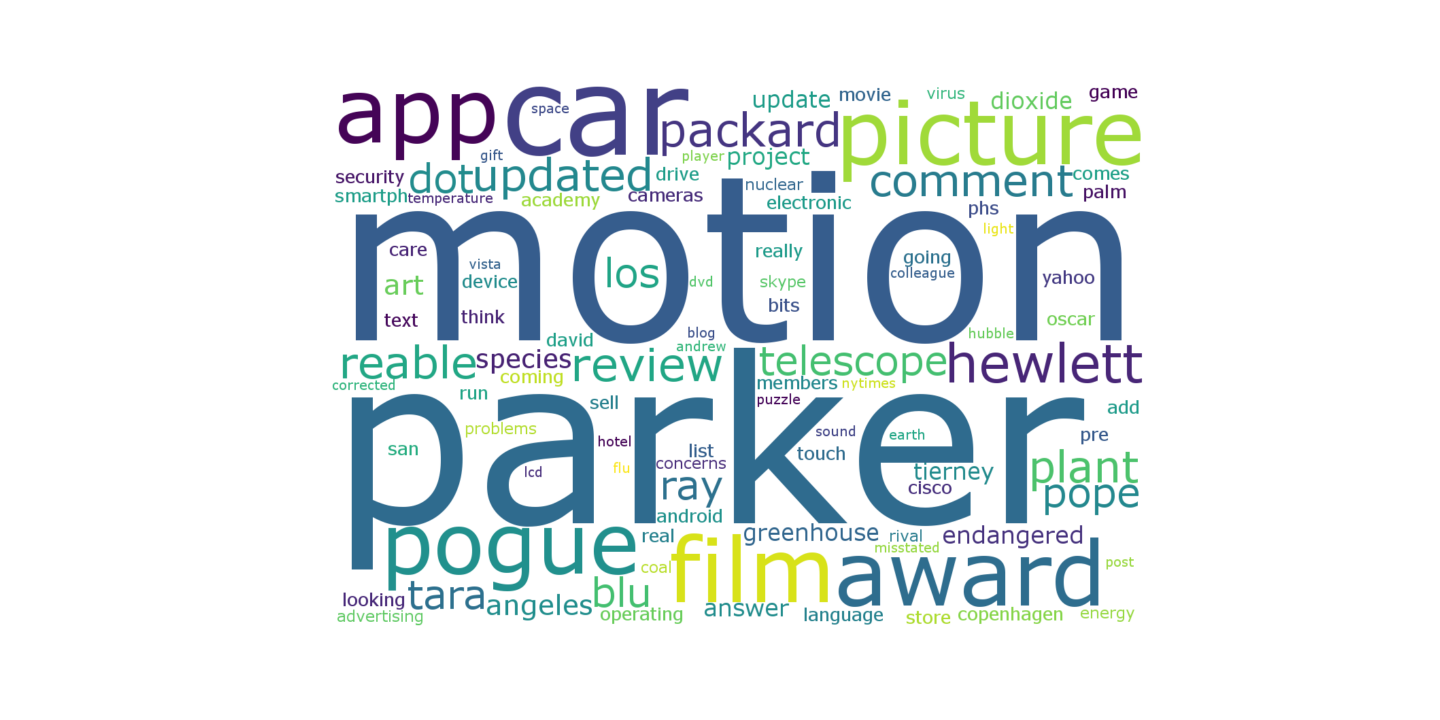 app car space packard update movie virus dioxide game
picture
security dot updated gift drive player project nuclear comment comes
smartph temperature academy cameras electronic phs palm
motion
care vista device art los dvd really skype bits going colleague light yahoo
text think david blog andrew hubble oscar
reable species review telescope hewlett
corrected coming members nytimes
parker
run sell puzzle add
san problems hotel list sound earth pre
lcd flu concerns touch tierney plant
ray cisco pope
android
pogue real film greenhouse rival endangered
coal misstated award post
looking tara angeles blu
advertising operating answer language store copenhagen energy